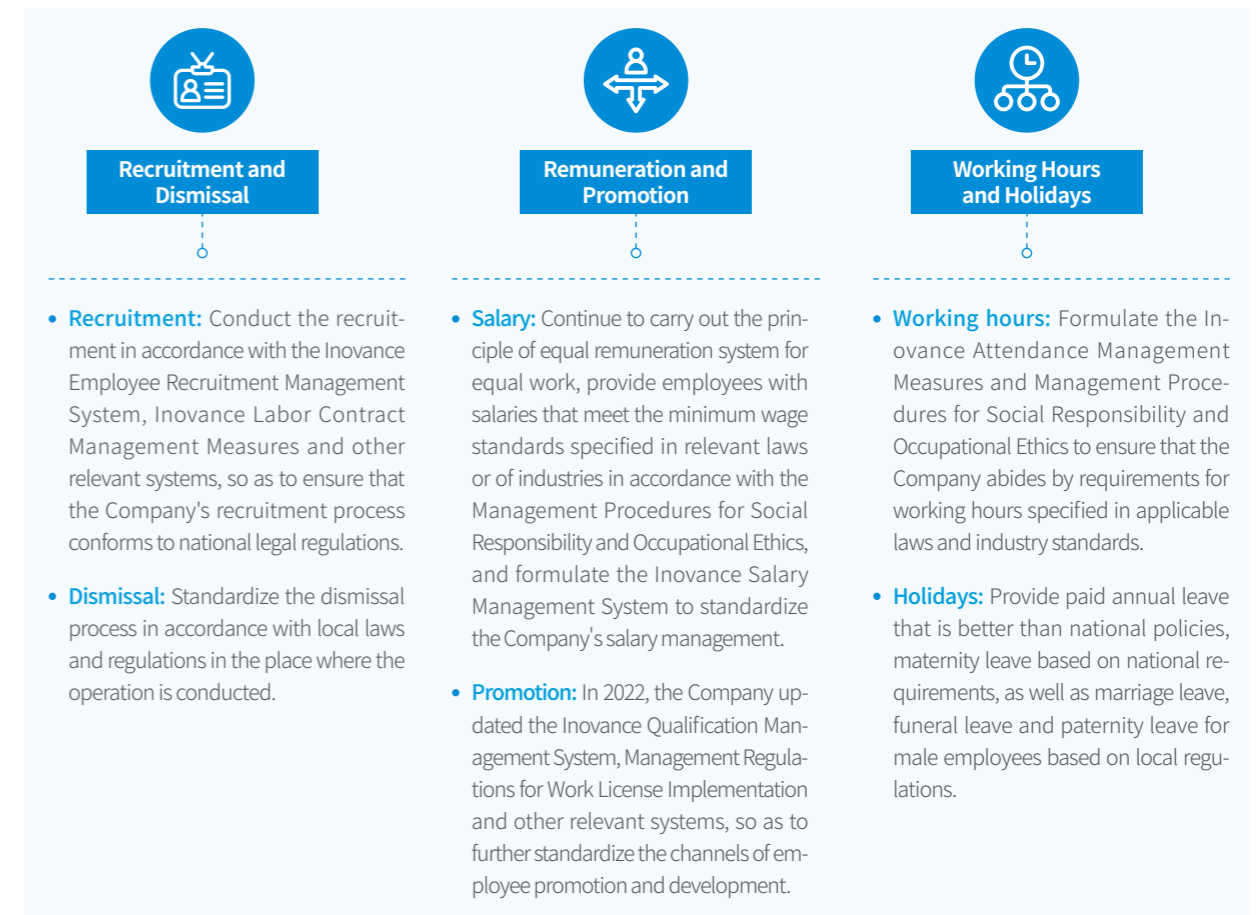 Recruitment and
Dismissal
• Recruitment: Conduct the recruit-
ment in accordance with the Inovance
Employee Recruitment Management
System, Inovance Labor Contract
Management Measures and other
relevant systems, so as to ensure that
the Company's recruitment process
conforms to national legal regulations.
• Dismissal: Standardize the dismissal
process in accordance with local laws
and regulations in the place where the
operation is conducted.
Remuneration and
Promotion
• Salary: Continue to carry out the prin-
ciple of equal remuneration system for
equal work, provide employees with
salaries that meet the minimum wage
standards specified in relevant laws
or of industries in accordance with the
Management Procedures for Social
Responsibility and Occupational Ethics,
and formulate the Inovance Salary
Management System to standardize
the Company's salary management.
• Promotion: In 2022, the Company up-
dated the Inovance Qualification Man-
agement System, Management Regula-
tions for Work License Implementation
and other relevant systems, so as to
further standardize the channels of em-
ployee promotion and development.
Working Hours
and Holidays
• Working hours: Formulate the In-
ovance Attendance Management
Measures and Management Proce-
dures for Social Responsibility and
Occupational Ethics to ensure that the
Company abides by requirements for
working hours specified in applicable
laws and industry standards.
• Holidays: Provide paid annual leave
that is better than national policies,
maternity leave based on national re-
quirements, as well as marriage leave,
funeral leave and paternity leave for
male employees based on local regu-
lations.